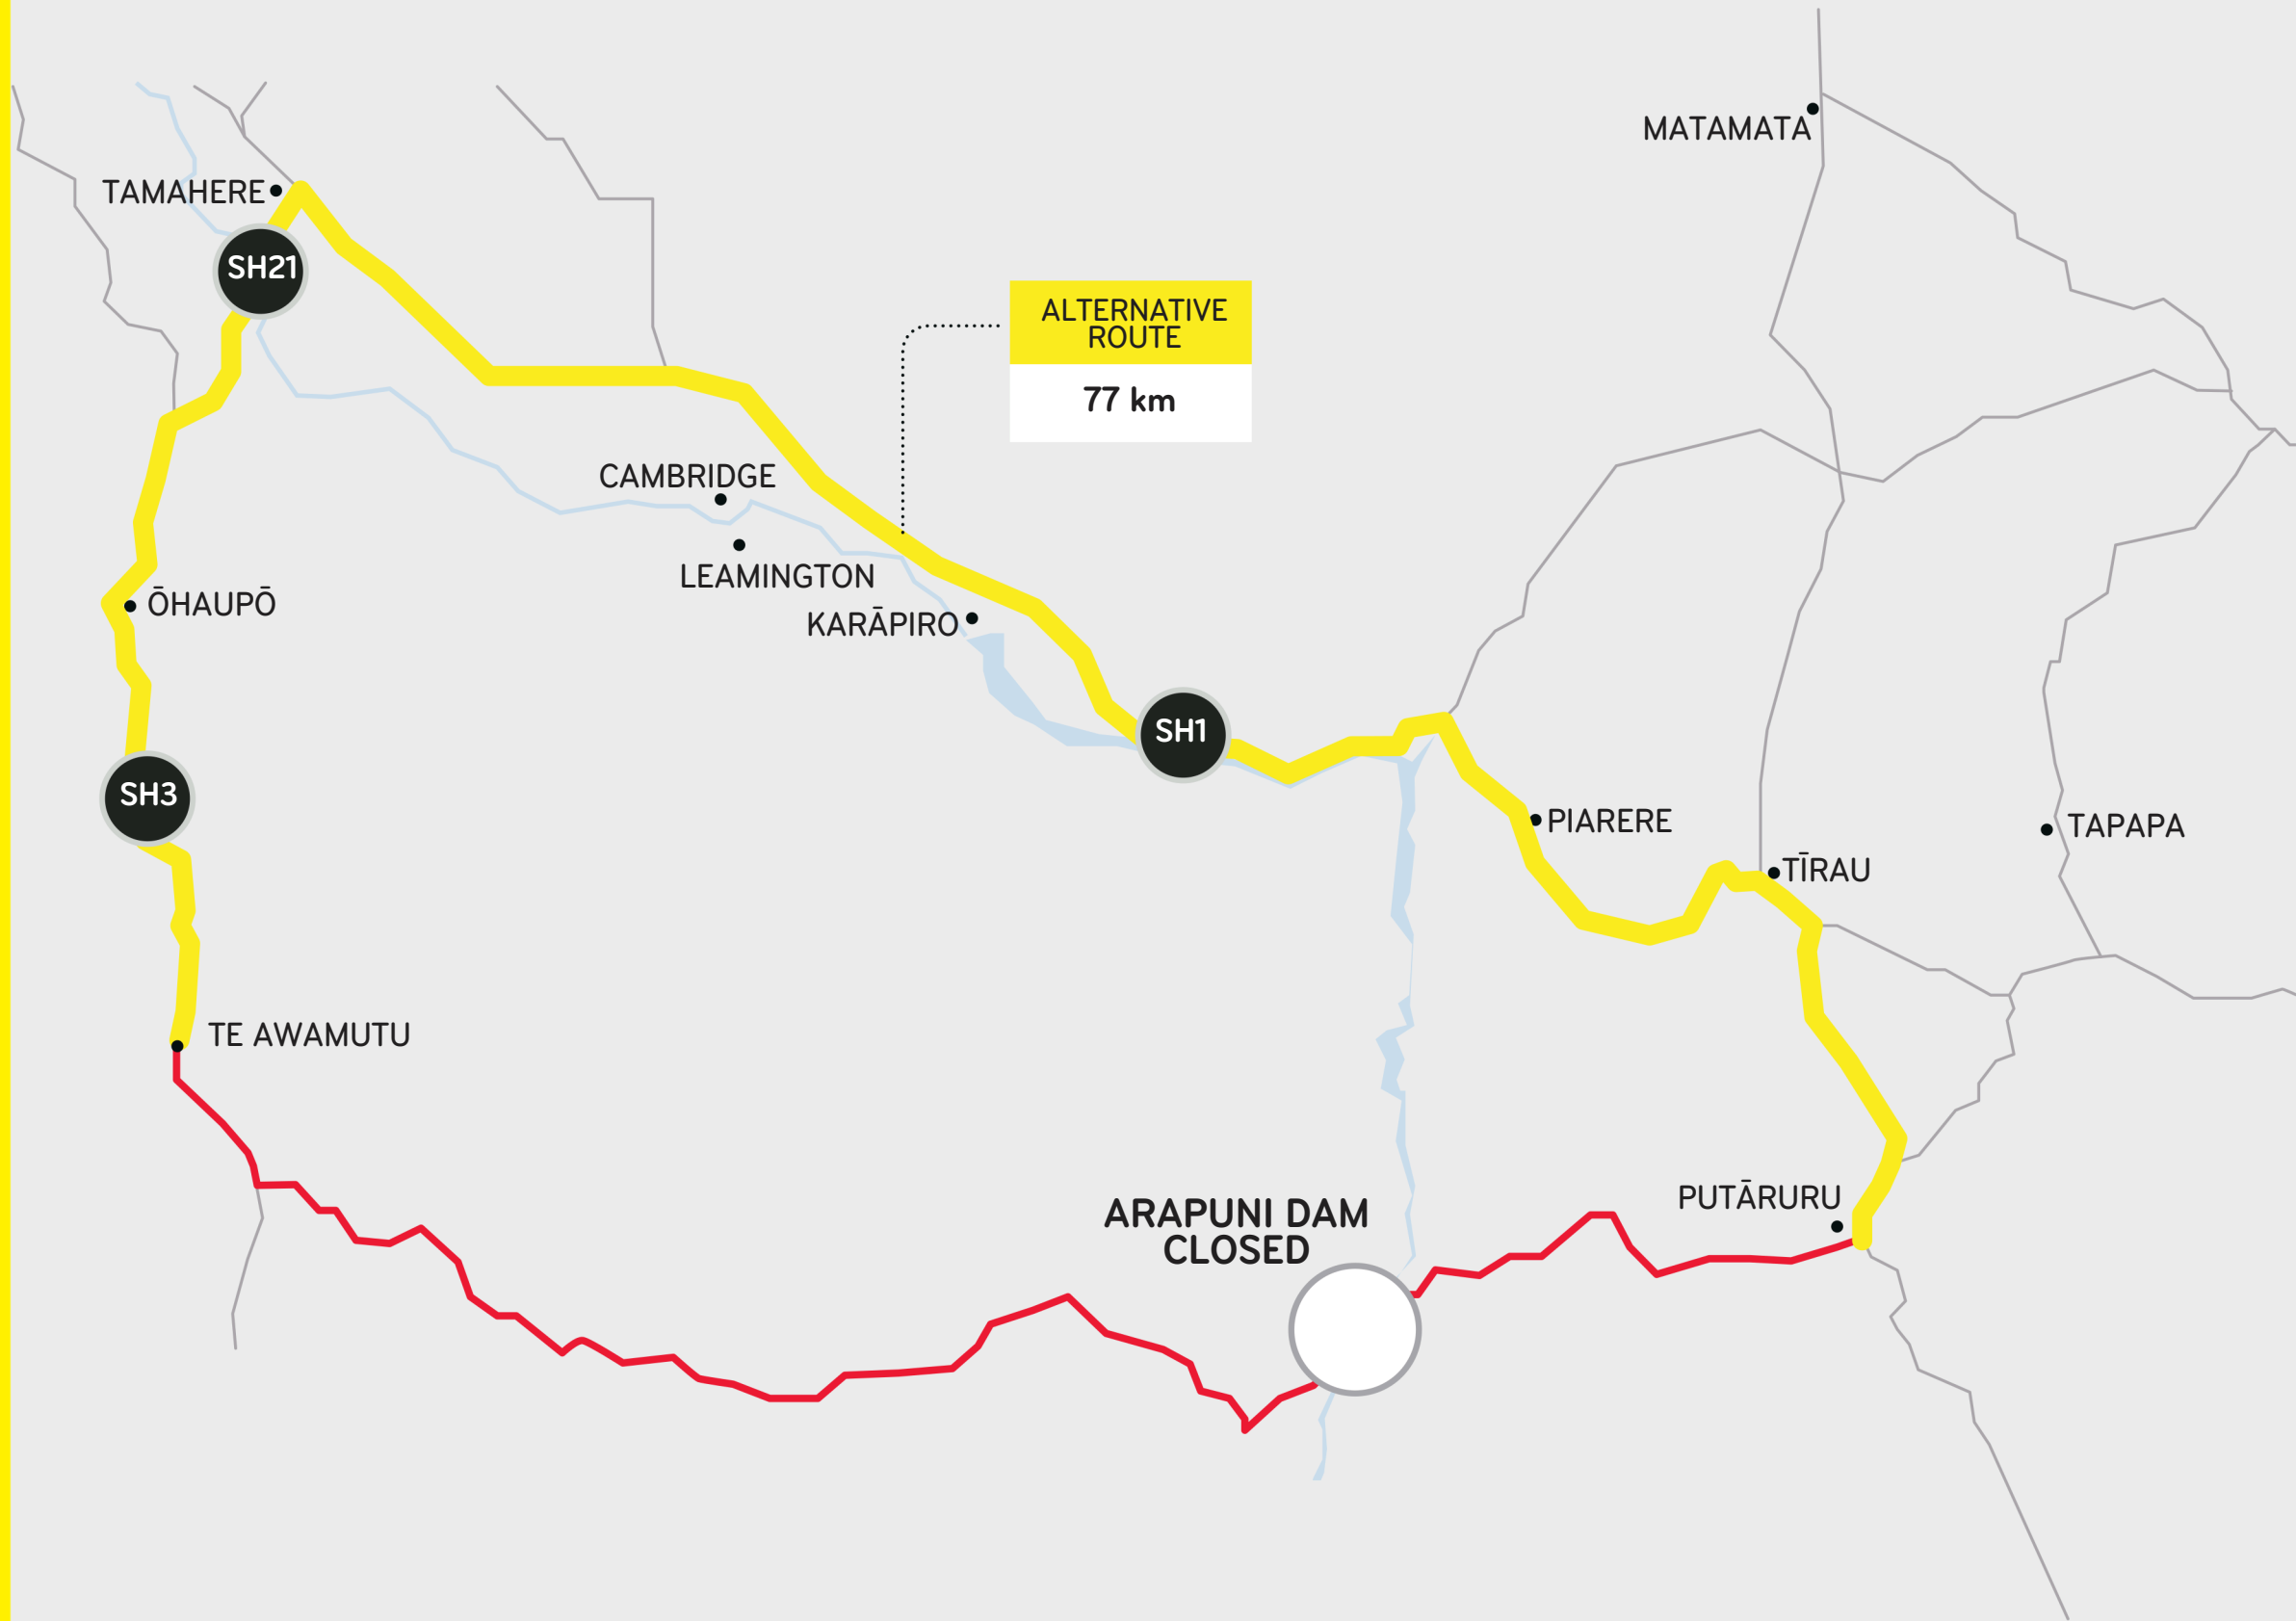 MATAMATA
TAMAHERE
SH21
ALTERNATIVE
ROUTE
77 km
CAMBRIDGE
LEAMINGTON
ŌHAUPŌ
KARĀPIRO
SH1
SH3
PIARERE
TAPAPA
TĪRAU
TE AWAMUTU
PUTĀRURU
ARAPUNI DAM
CLOSED